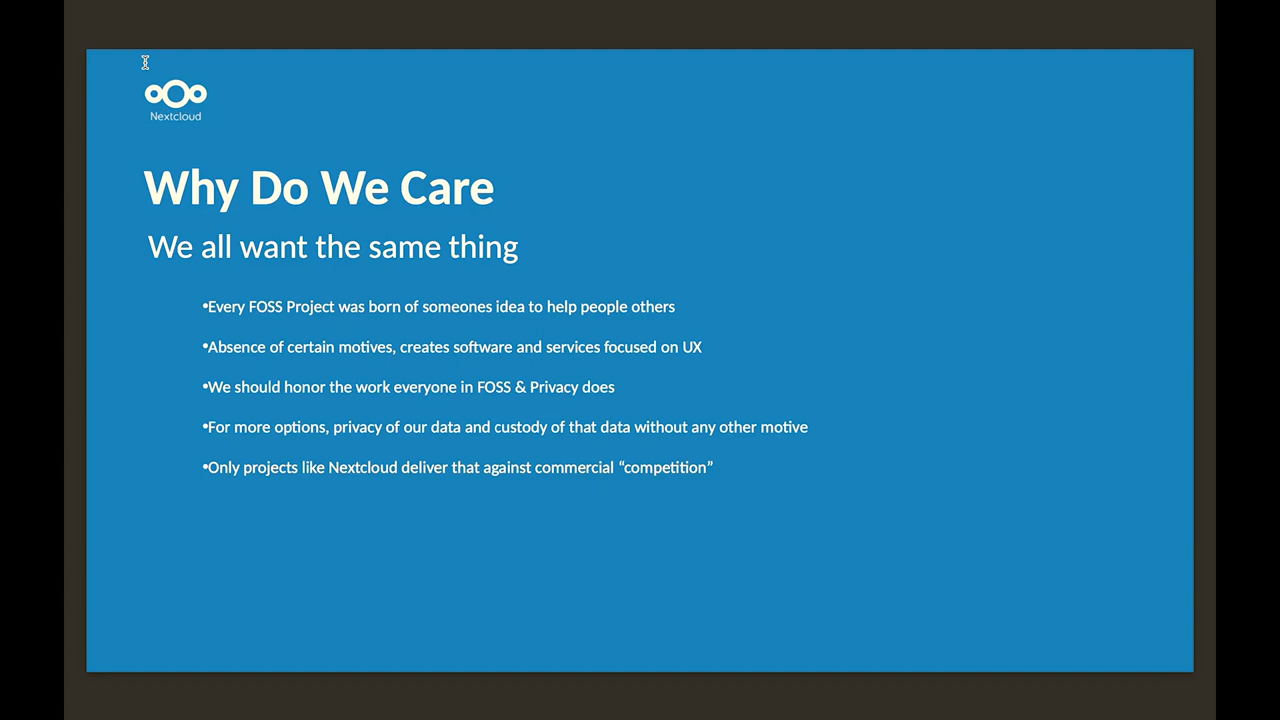 Nextcloud
Why Do We Care
We all want the same thing
•Every FOSS Project was born of someones idea to help people others
•Absence of certain motives, creates software and services focused on UX
•We should honor the work everyone in FOSS & Privacy does
•For more options, privacy of our data and custody of that data without any other motive
•Only projects like Nextcloud deliver that against commercial “competition”